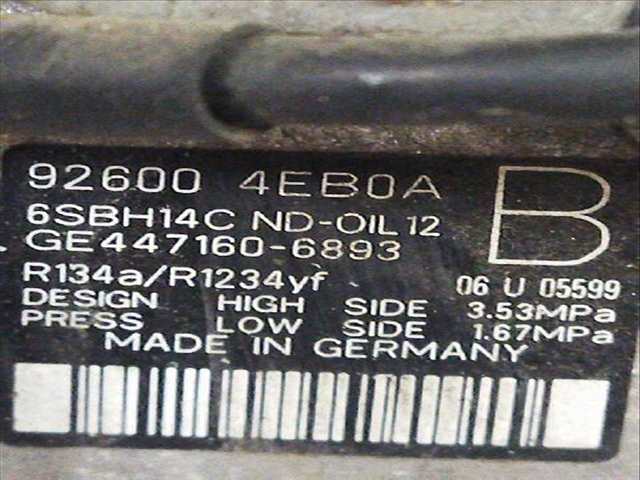 92600 4EB0A B
6SBH14C ND-OIL12
GE447160-6893
R134a/R1234yf 06 U 05599
DESIGN HIGH SIDE 3.53MPa
PRESS LOW SIDE 1.67MPa
MADE IN GERMANY